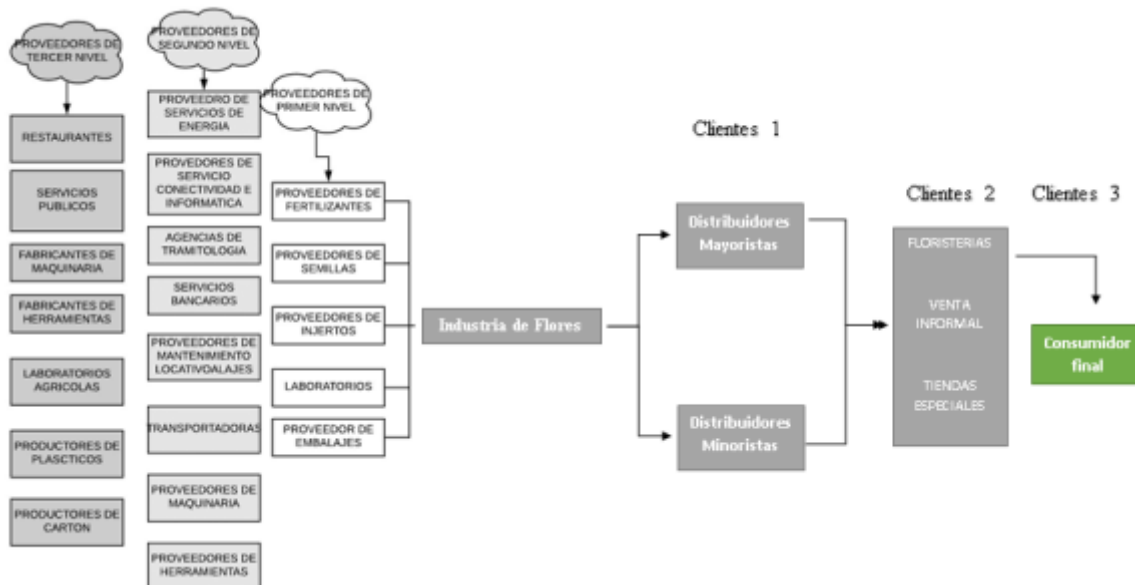 PROVEEDORES DE
TERCER NIVEL
RESTAURANTES
SERVICIOS
PUBLICOS
FABRICANTES DE
MAQUINARIA
FABRICANTES DE
HERRAMIENTAS
LABORATORIOS
AGRICOLAS
PRODUCTORES DE
PLASCTICOS
PRODUCTORES DE
CARTON
PROVEEDORES DE
SEGUNDO NIVEL
PROVEEDRO DE
SERVICIOS DE
ENERGIA
PROVEDORES DE
SERVICIO
CONECTIVIDAD E
INFORMATICA
AGENCIAS DE
TRAMITOLOGIA
SERVICIOS
BANCARIOS
PROVEEDORES DE
MANTENIMIENTO
LOCATIVOALAJES
TRANSPORTADORAS
PROVEEDORES DE
MAQUINARIA
PROVEEDORES DE
HERRAMIENTAS
PROVEEDORES DE
PRIMER NIVEL
PROVEEDORES DE
FERTILIZANTES
PROVEEDORES DE
SEMILLAS
PROVEEDORES DE
INJERTOS
LABORATORIOS
PROVEEDOR DE
EMBALAJES
Industria de Flores
Clientes 1
Distribuidores
Mayoristas
Distribuidores
Minoristas
Clientes 2
FLORISTERIAS
VENTA
INFORMAL
TIENDAS
ESPECIALES
Clientes 3
Consumidor
final